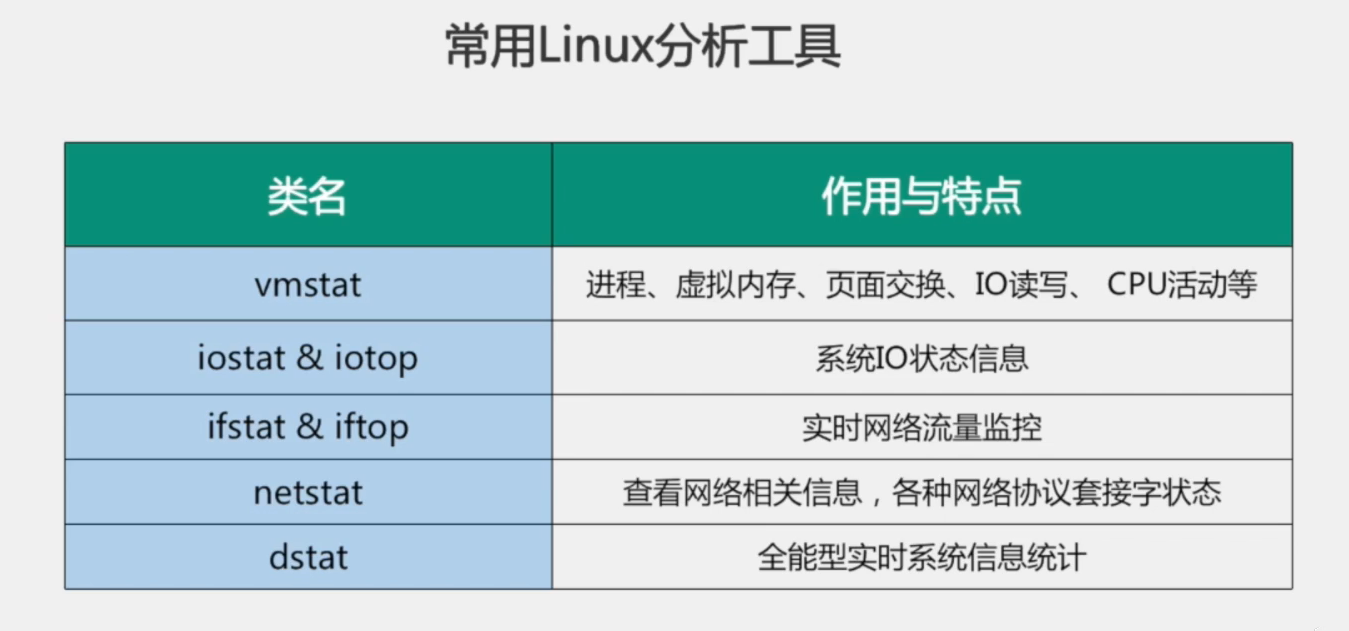 常用Linux分析工具
类名 作用与特点
vmstat 进程、虚拟内存、页面交换、IO读写、 CPU活动等
iostat & iotop 系统IO状态信息
ifstat & iftop 实时网络流量监控
netstat 查看网络相关信息，各种网络协议套接字状态
dstat 全能型实时系统信息统计